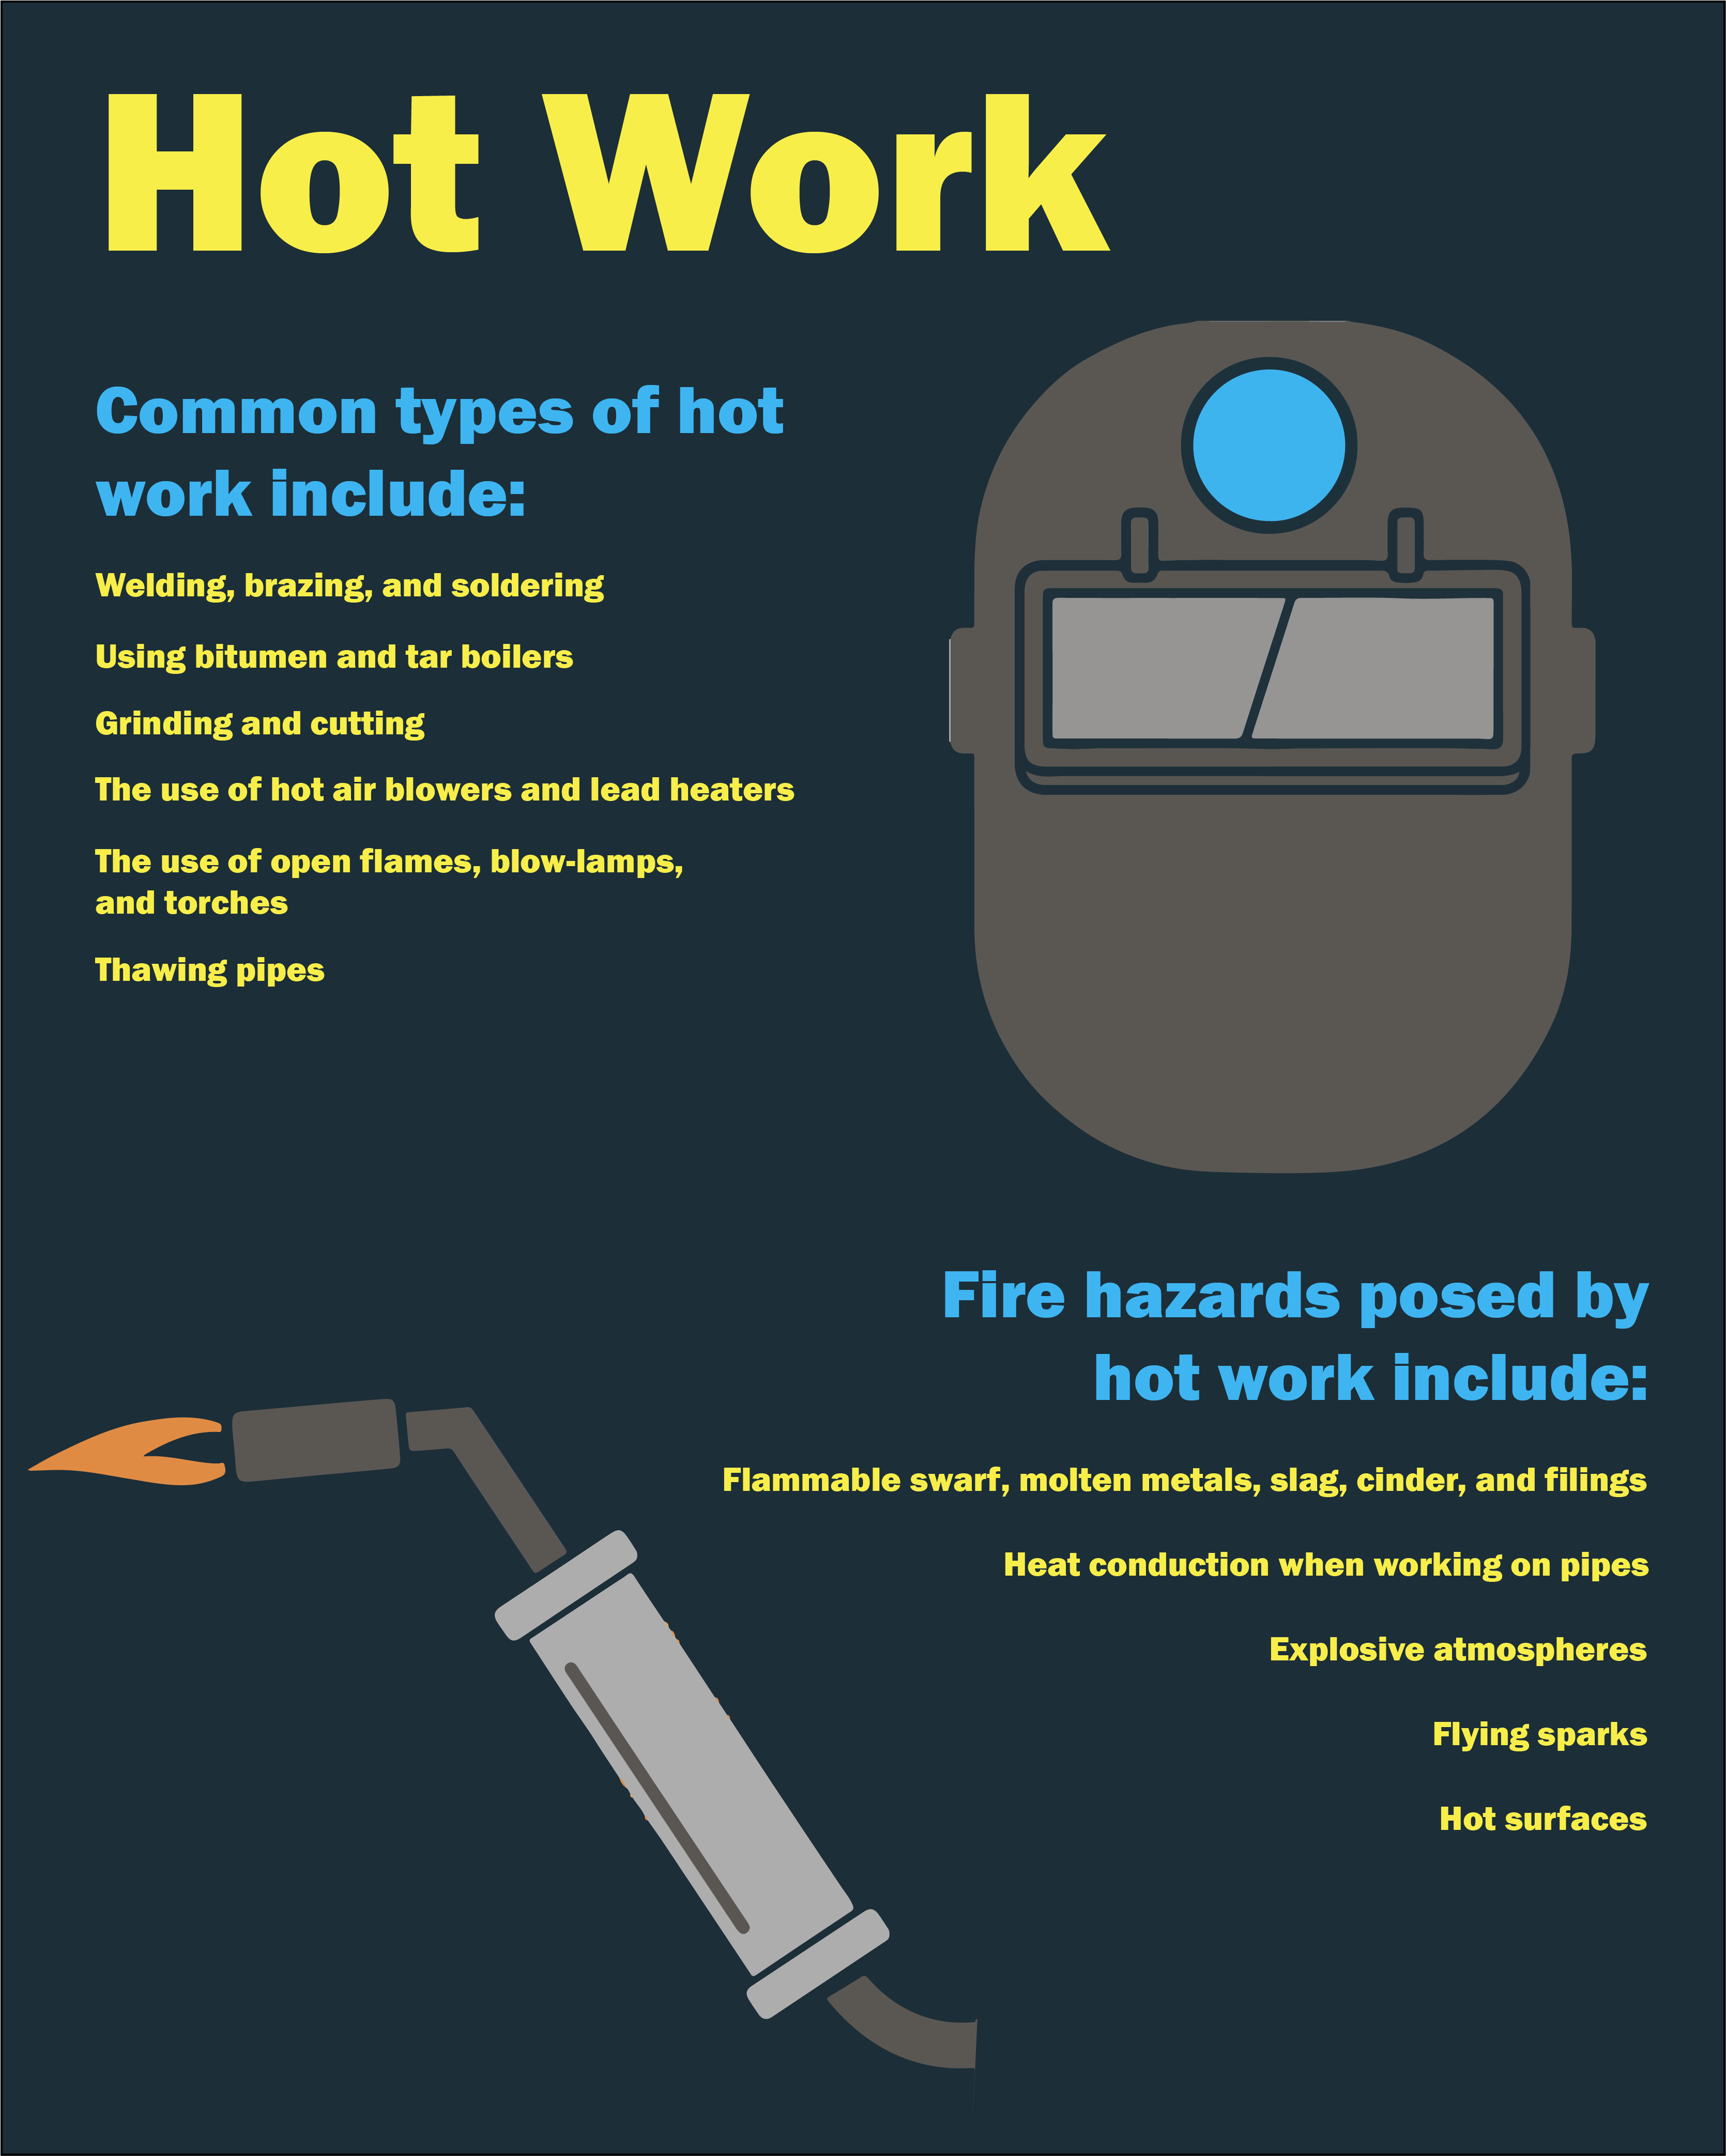 Hot Work
Common types of hot
work include:
Welding, brazing, and soldering
Using bitumen and tar boilers
Grinding and cutting
The use of hot air blowers and lead heaters
The use of open flames, blow-lamps,
and torches
Thawing pipes
Fire hazards posed by
hot work include:
Flammable swarf, molten metals, slag, cinder, and filings
Heat conduction when working on pipes
Explosive atmospheres
Flying sparks
Hot surfaces